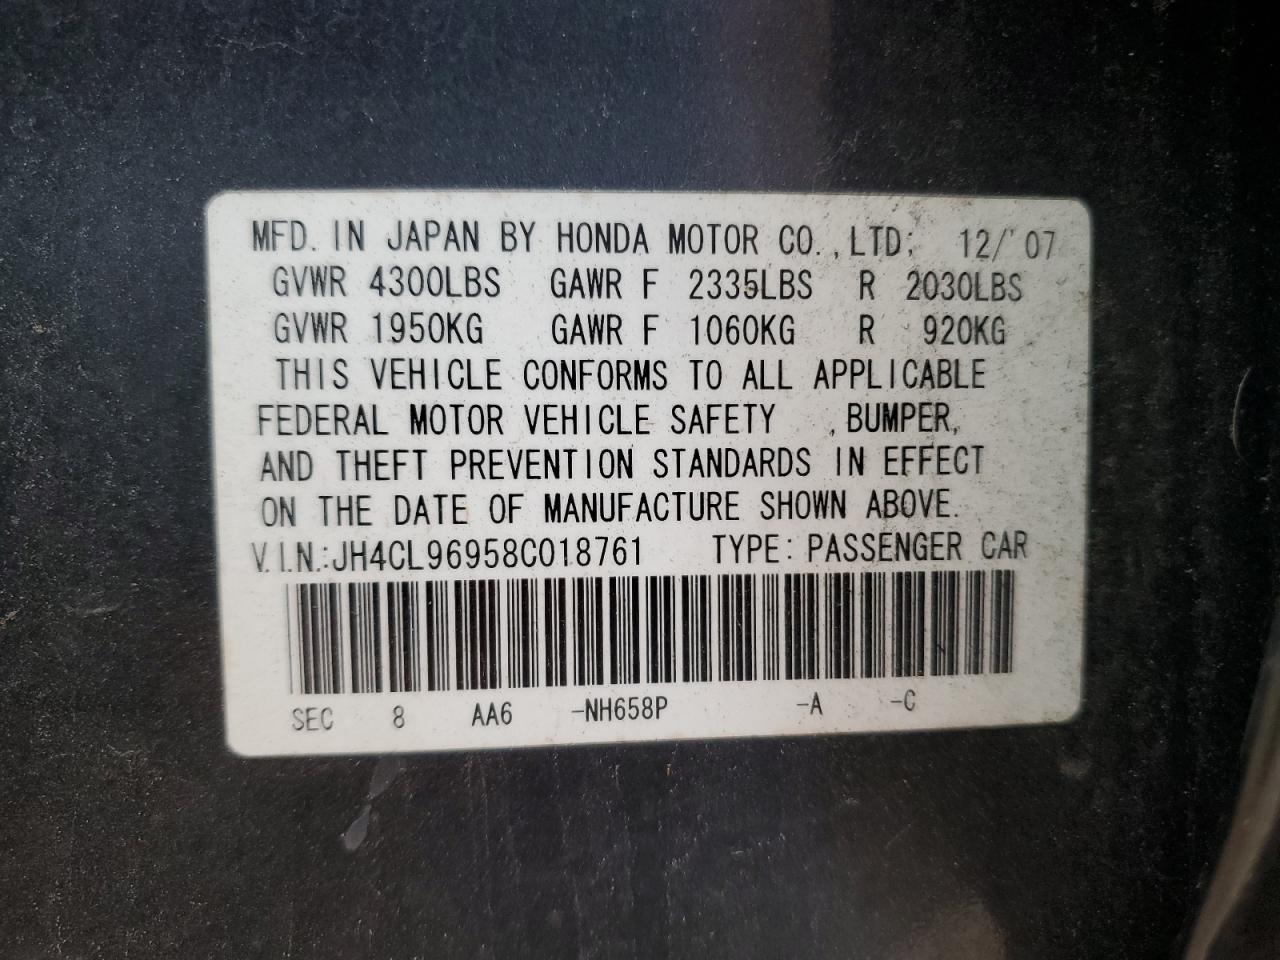 MFD. IN JAPAN BY HONDA MOTOR CO., LTD; 12/'07
GVWR 4300LBS GAWR F 2335LBS R 2030LBS
GVWR 1950KG GAWR F 1060KG R 920KG
THIS VEHICLE CONFORMS TO ALL APPLICABLE
FEDERAL MOTOR VEHICLE SAFETY , BUMPER,
AND THEFT PREVENTION STANDARDS IN EFFECT
ON THE DATE OF MANUFACTURE SHOWN ABOVE.
V.I.N.:JH4CL96958C018761 TYPE: PASSENGER CAR
SEC 8 AA6 -NH658P -A -C